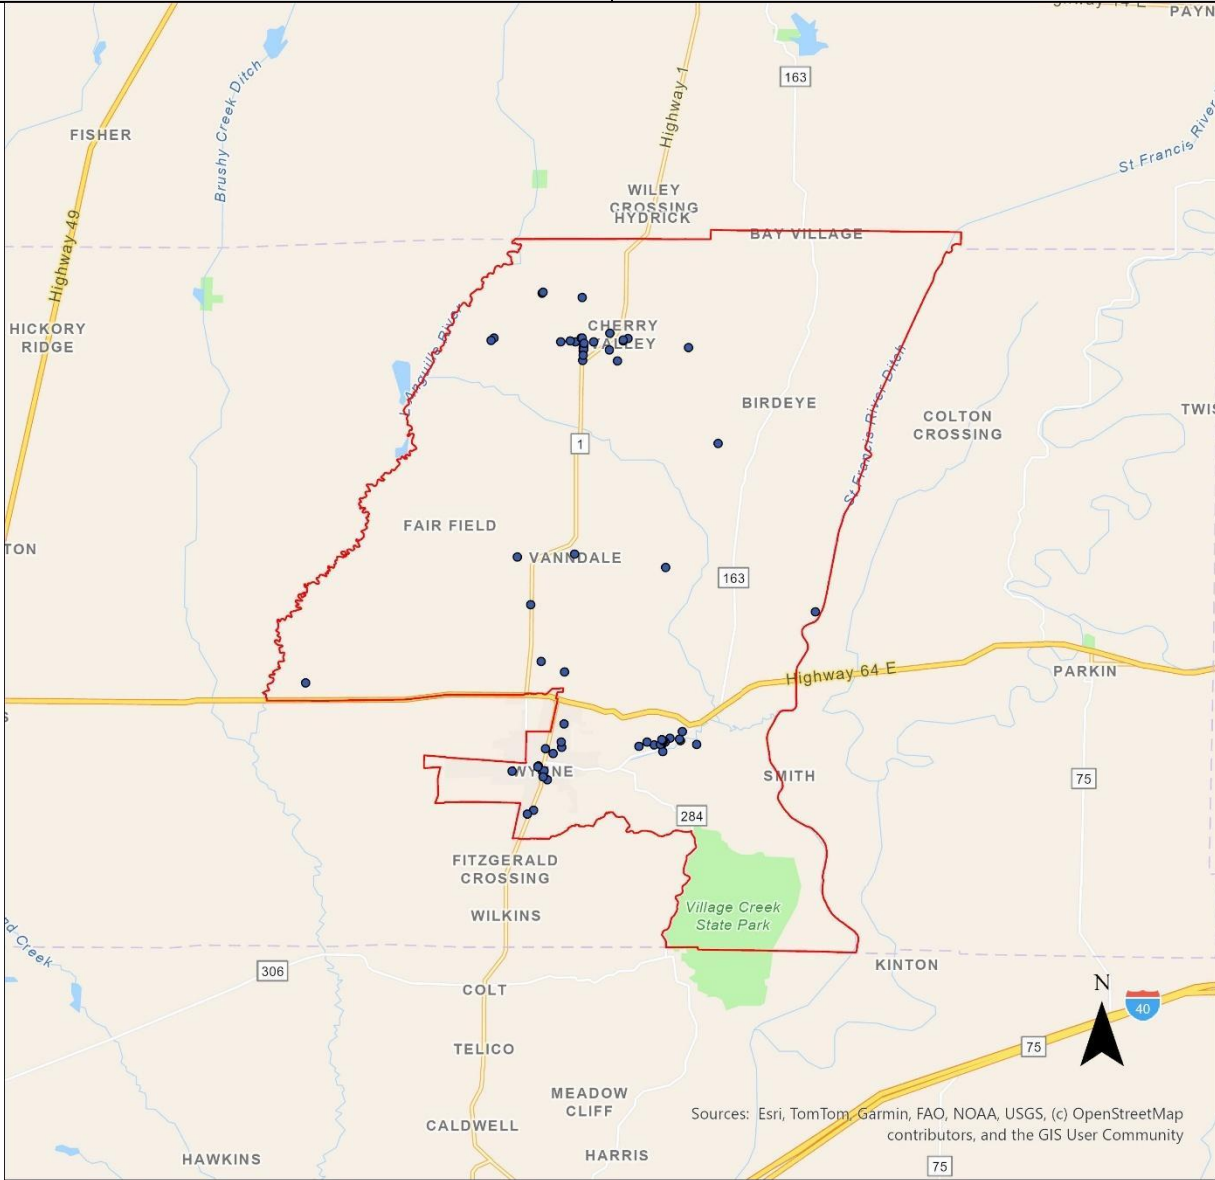 PAYN
163
Highway 1
Brushy Creek Ditch
FISHER
St Francis River
WILEY
CROSSING
HYDRICK
BAY VILLAGE
Highway 49
HICKORY
RIDGE
L'Anguille River
CHERRY
VALLEY
BIRDEYE
St Francis River Ditch
COLTON
CROSSING
TWIS
1
FAIR FIELD
TON
VANNDALE
163
Highway 64 E
PARKIN
S
WYNNE
SMITH
75
284
FITZGERALD
CROSSING
Village Creek
State Park
WILKINS
Creek
KINTON
306
COLT
N
40
TELICO
75
MEADOW
CLIFF
Sources: Esri, TomTom, Garmin, FAO, NOAA, USGS, (c) OpenStreetMap
contributors, and the GIS User Community
CALDWELL
HAWKINS
HARRIS
75